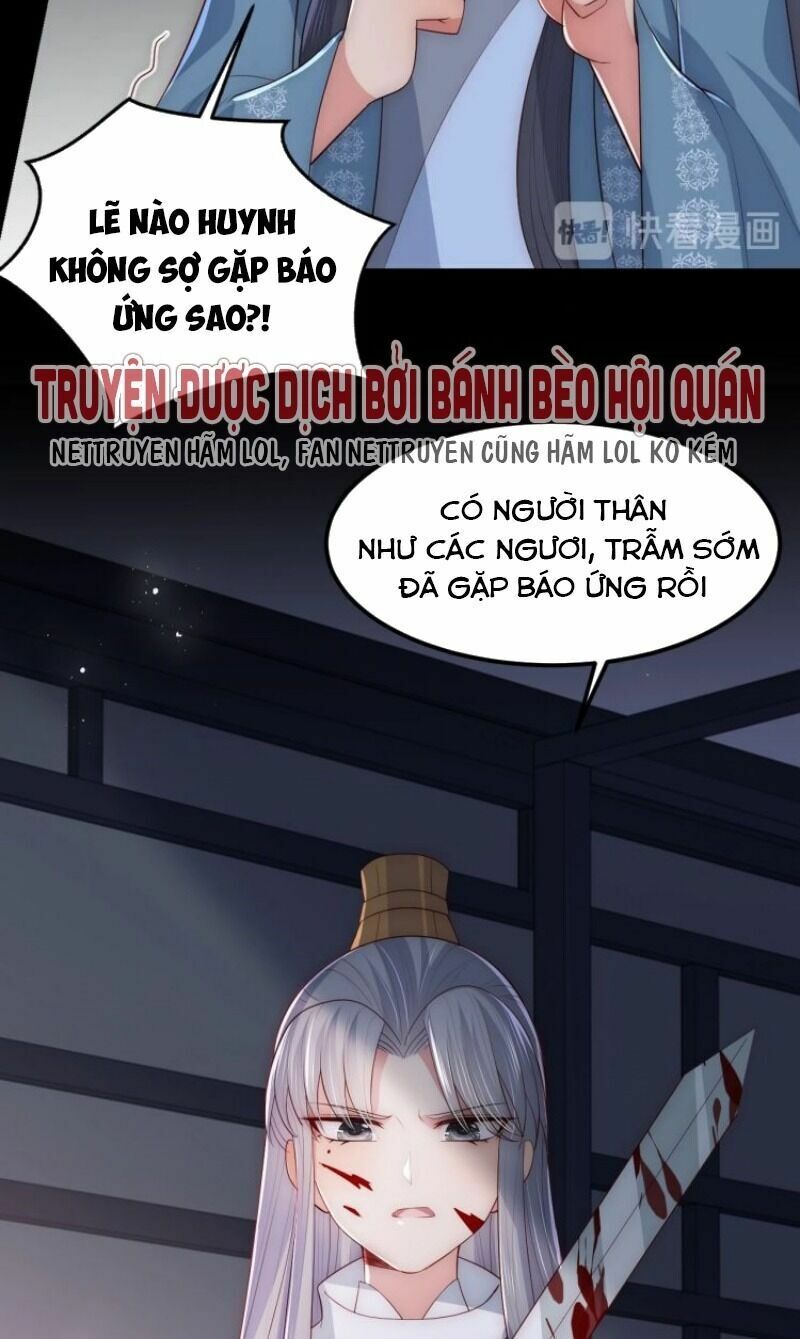 快看!
快看漫画
LẼ NÀO HUYNH
KHÔNG SỢ GẶP BÁO
ỨNG SAO?!
TRUYỆN ĐƯỢC DỊCH BỞI BÁNH BÈO HỘI QUÁN
NETTRUYEN HÃM LOL, FAN NETTRUYEN CŨNG HÃM LOL KO KÉM
CÓ NGƯỜI THÂN
NHƯ CÁC NGƯƠI, TRẪM SỚM
ĐÃ GẶP BÁO ỨNG RỒI